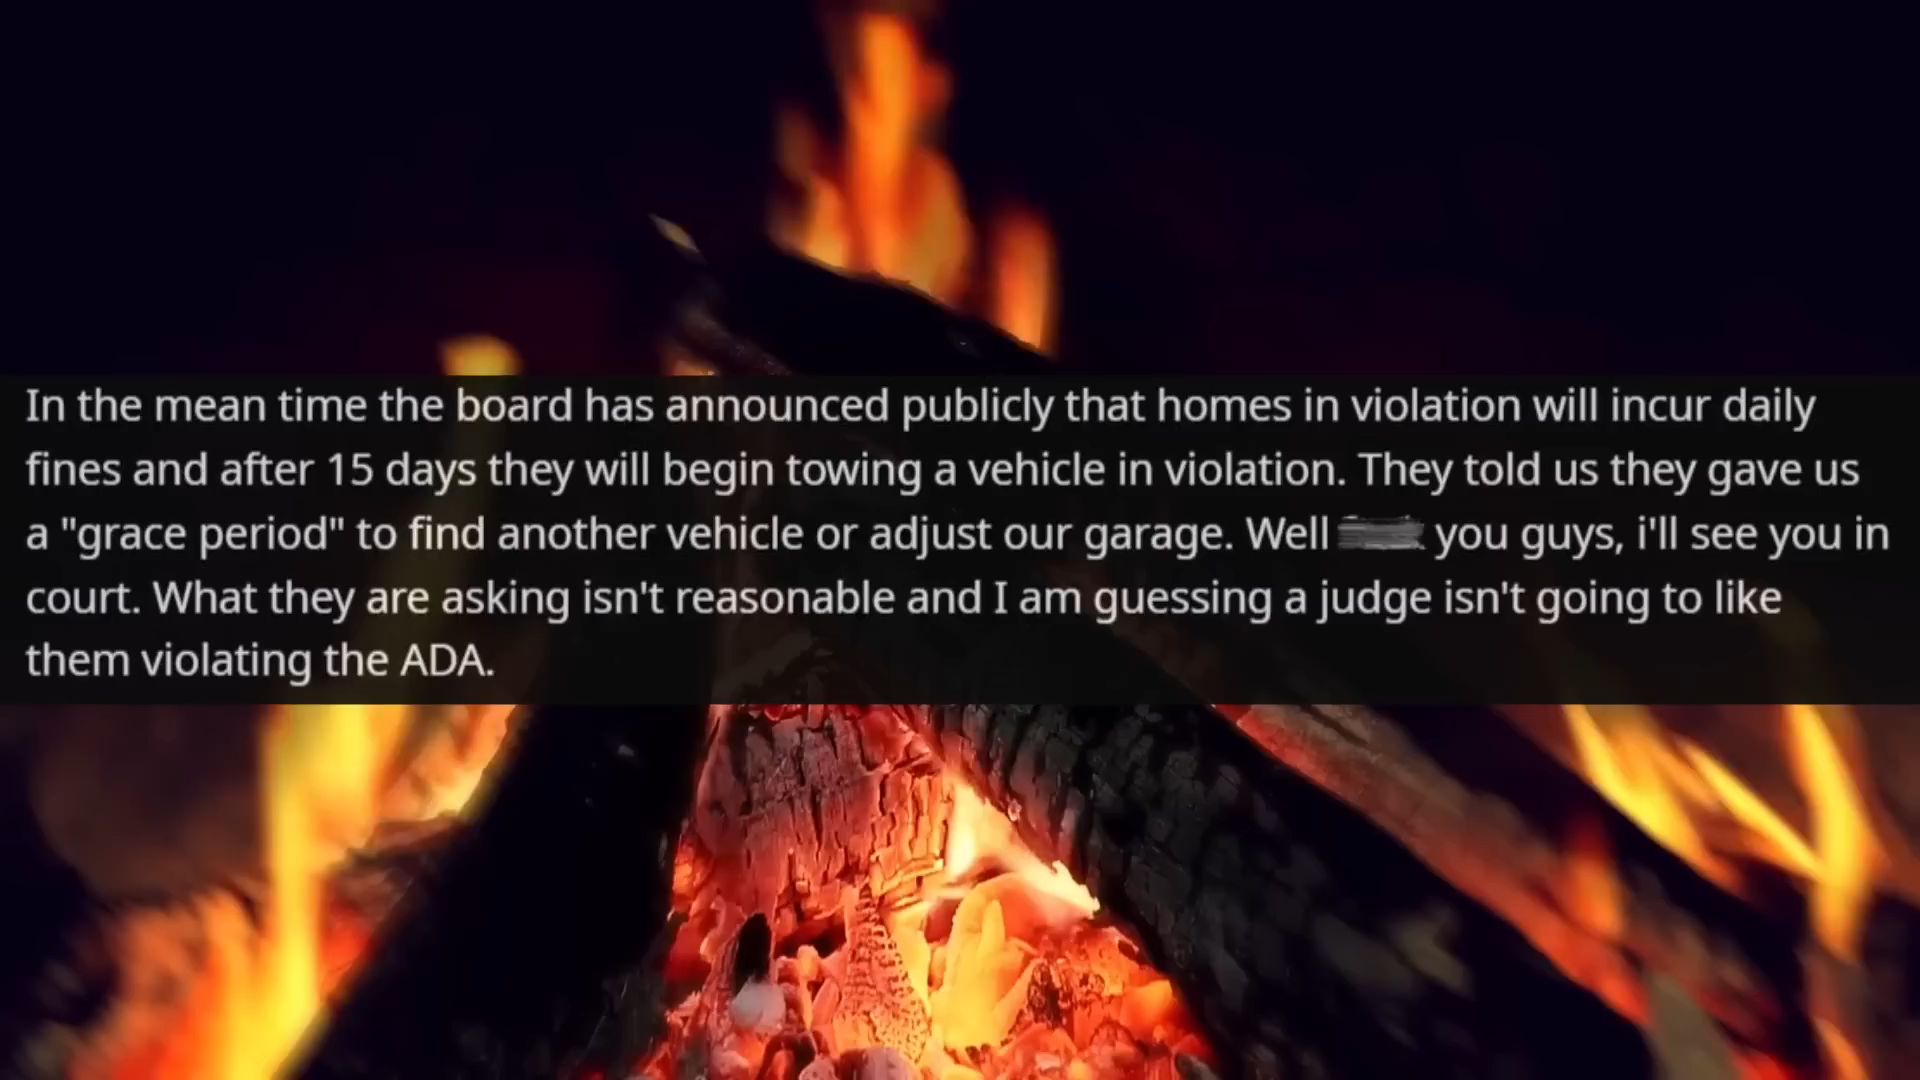 In the mean time the board has announced publicly that homes in violation will incur daily
fines and after 15 days they will begin towing a vehicle in violation. They told us they gave us
a "grace period" to find another vehicle or adjust our garage. Well you guys, i'll see you in
court. What they are asking isn't reasonable and I am guessing a judge isn't going to like
them violating the ADA.